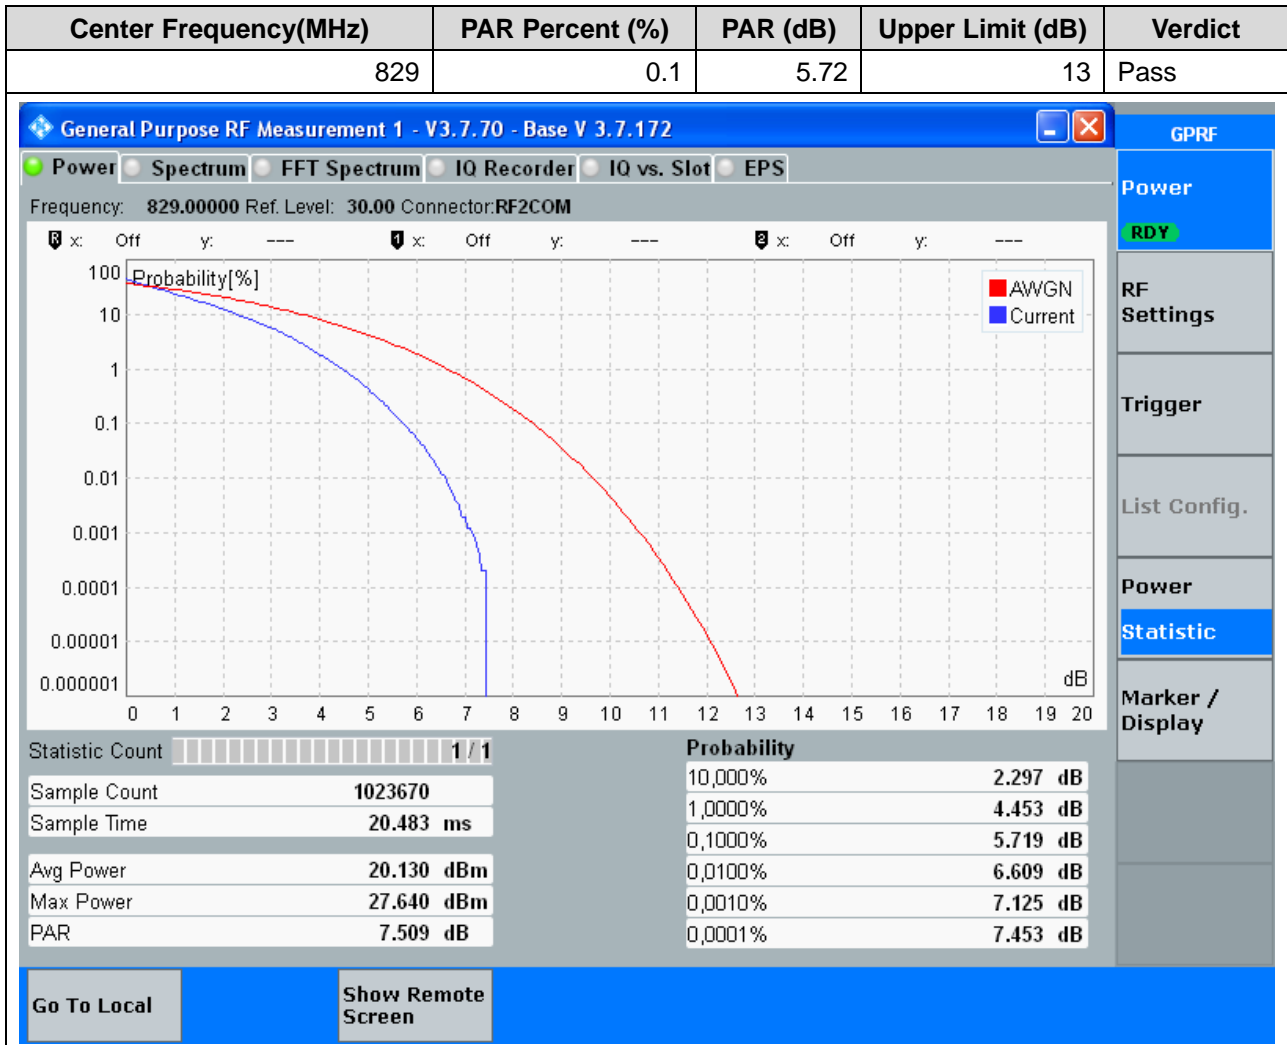 Center Frequency(MHz) PAR Percent (%) PAR (dB) Upper Limit (dB) Verdict
829 0.1 5.72 13 Pass
General Purpose RF Measurement 1 - V3.7.70 - Base V 3.7.172
GPRF
Power Spectrum FFT Spectrum IQ Recorder IQ vs. Slot EPS
Frequency: 829.00000 Ref. Level: 30.00 Connector:RF2COM
R x: Off y: --- 1 x: Off y: --- 2 x: Off y: ---
Probability[%]
AWGN
Current
100
10
1
0.1
0.01
0.001
0.0001
0.00001
0.000001
dB
0 1 2 3 4 5 6 7 8 9 10 11 12 13 14 15 16 17 18 19 20
Statistic Count 1 / 1
Sample Count 1023670
Sample Time 20.483 ms
Avg Power 20.130 dBm
Max Power 27.640 dBm
PAR 7.509 dB
Probability
10,000% 2.297 dB
1,0000% 4.453 dB
0,1000% 5.719 dB
0,0100% 6.609 dB
0,0010% 7.125 dB
0,0001% 7.453 dB
Power
RDY
RF
Settings
Trigger
List Config.
Power
Statistic
Marker /
Display
Go To Local
Show Remote
Screen